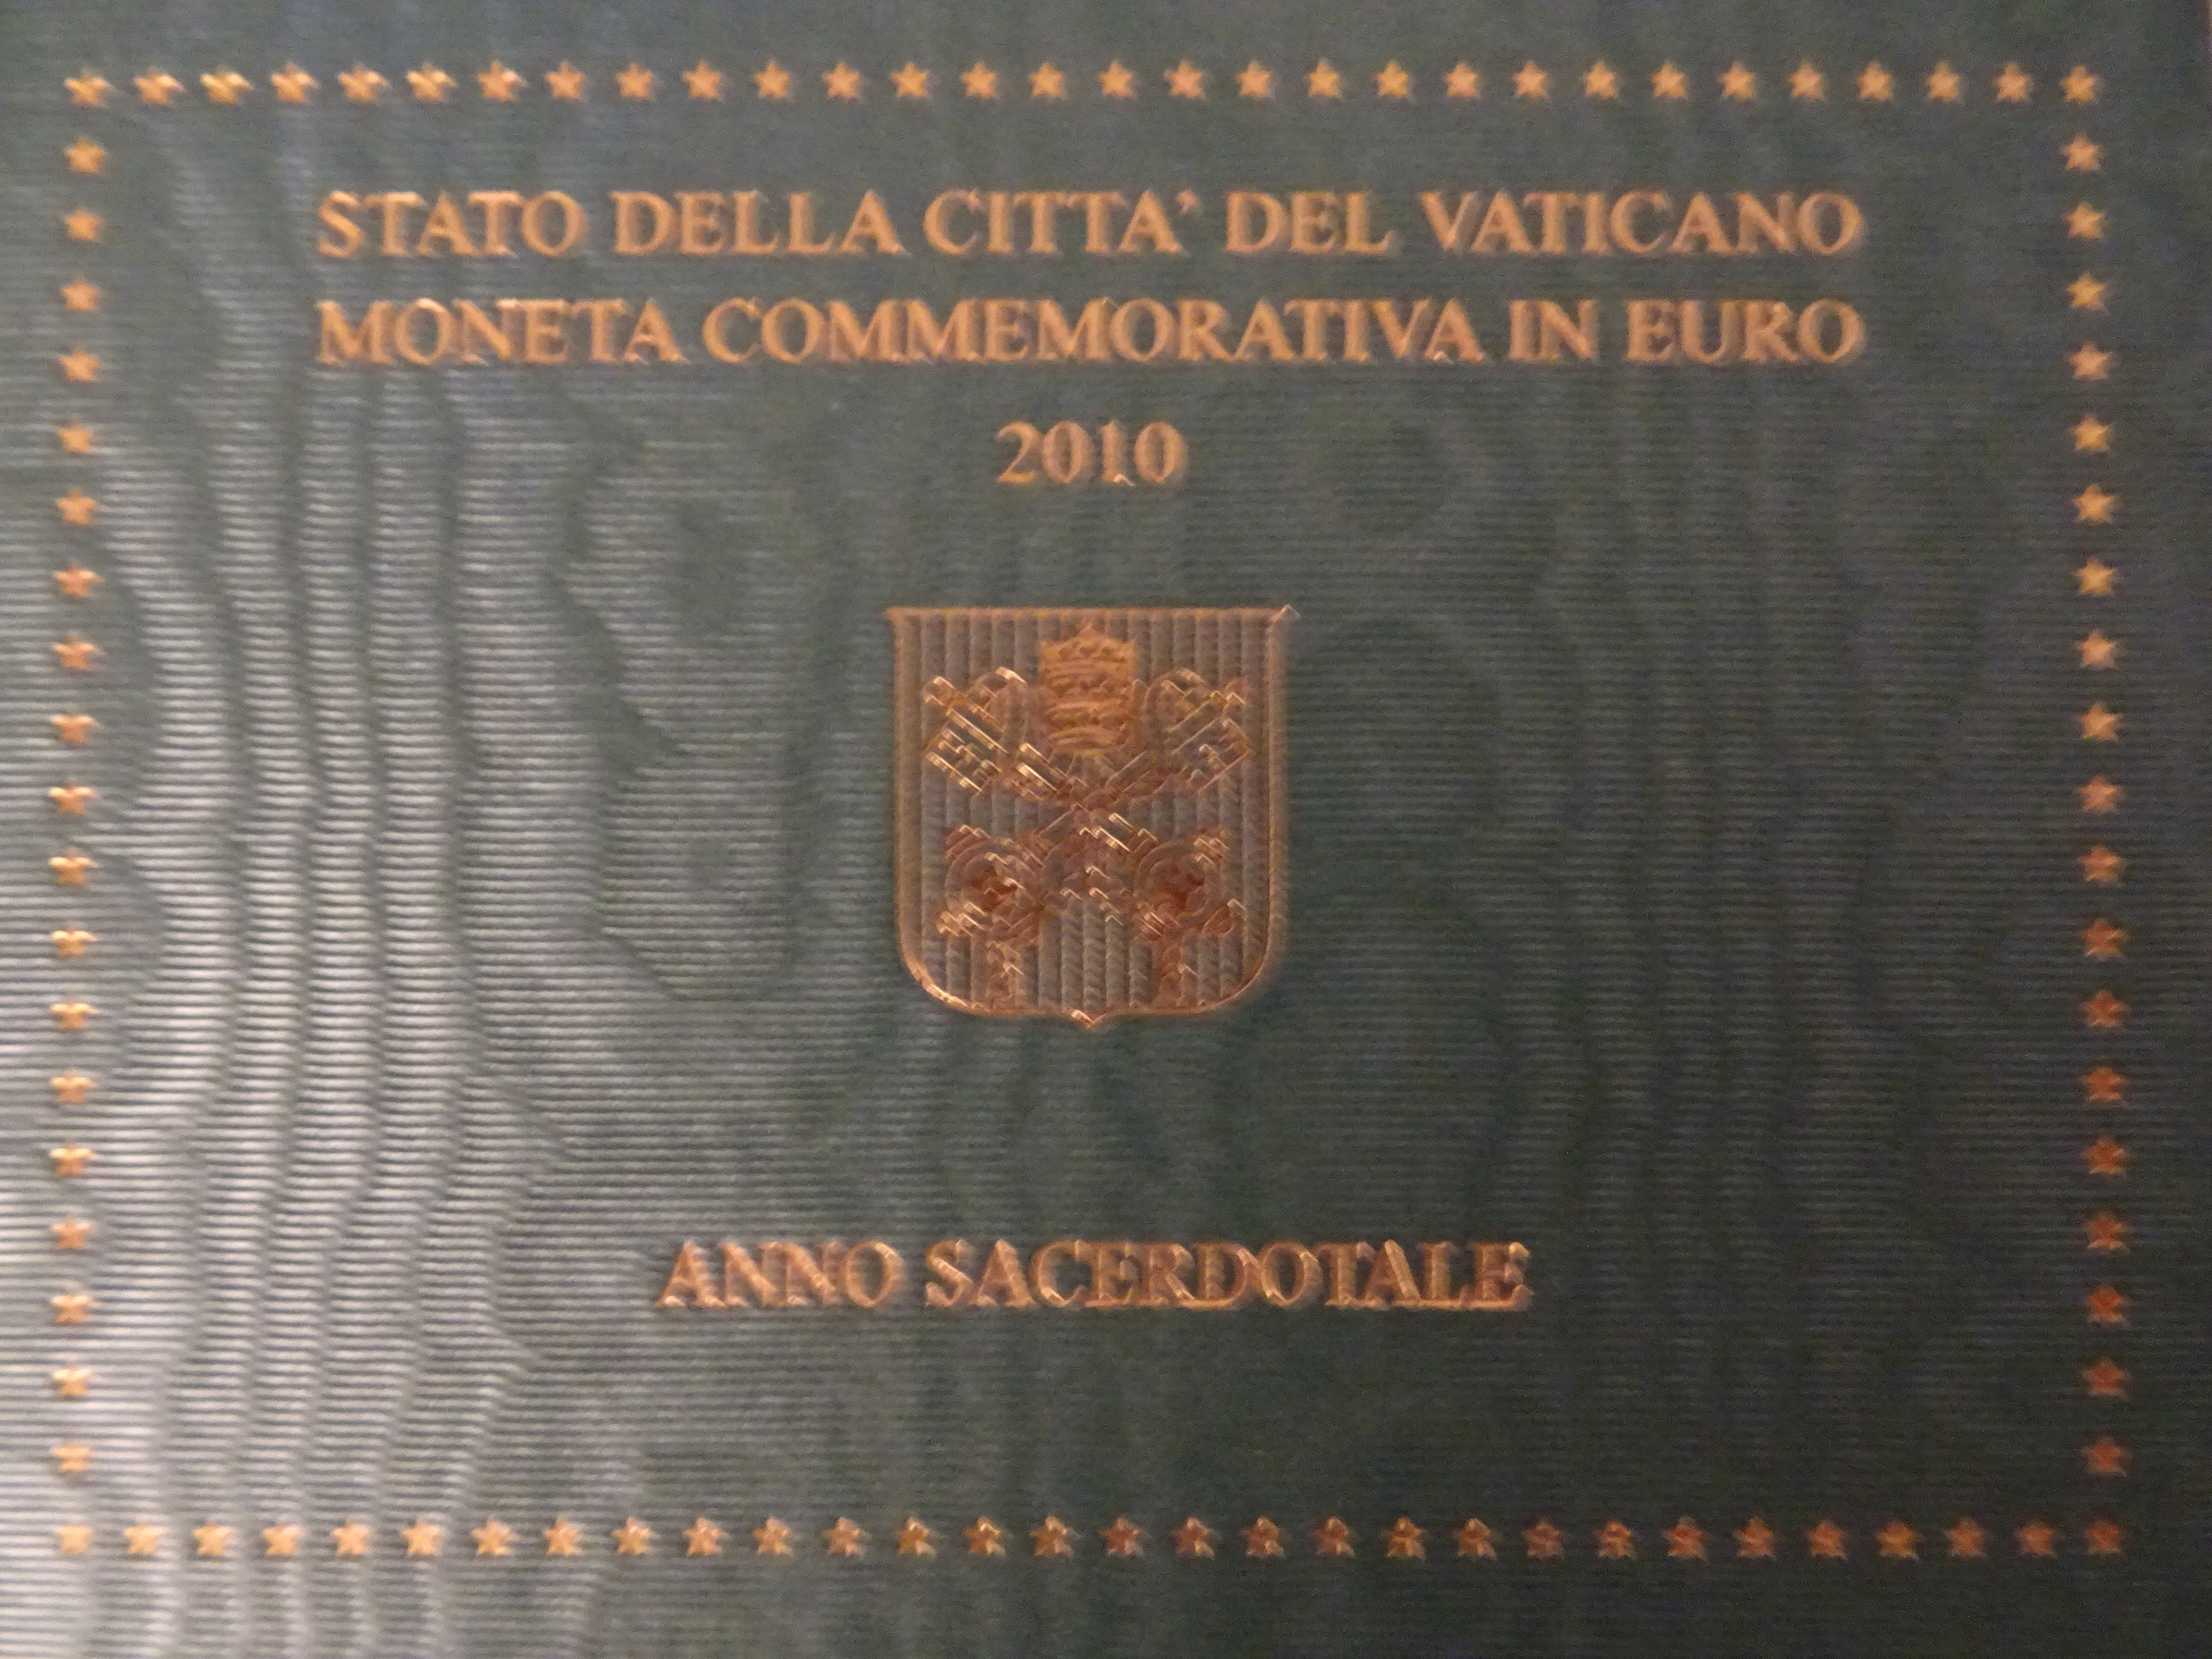 STATO DELLA CITTA' DEL VATICANO
MONETA COMMEMORATIVA IN EURO
2010
ANNO SACERDOTALE